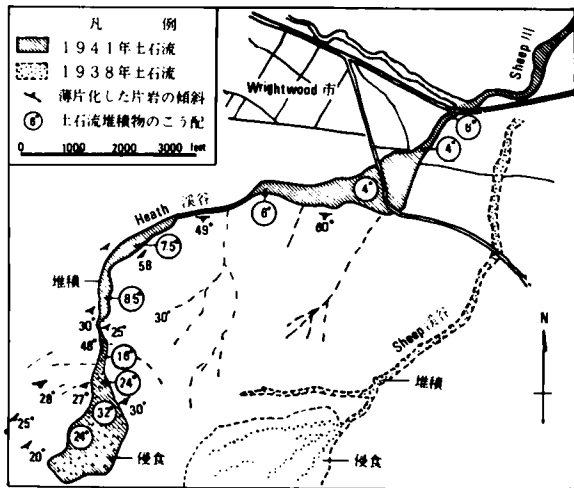 凡 例
1941年土石流
1938年土石流
薄片化した片岩の傾斜
6° 土石流堆積物のこう配
0 1000 2000 3000 feet
Wrightwood 市
Sheep 川
6°
4°
4°
6°
60°
49°
Heath 渓谷
7.5°
58
堆積
8.5°
30°
30°
25°
48°
18°
24°
28°
27°
32°
30°
25°
24°
20°
侵食
Sheep 渓谷
堆積
侵食
N